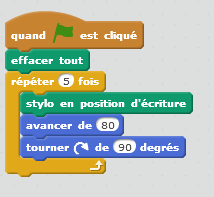 quand est cliqué
effacer tout
répéter 5 fois
stylo en position d'écriture
avancer de 80
tourner de 90 degrés